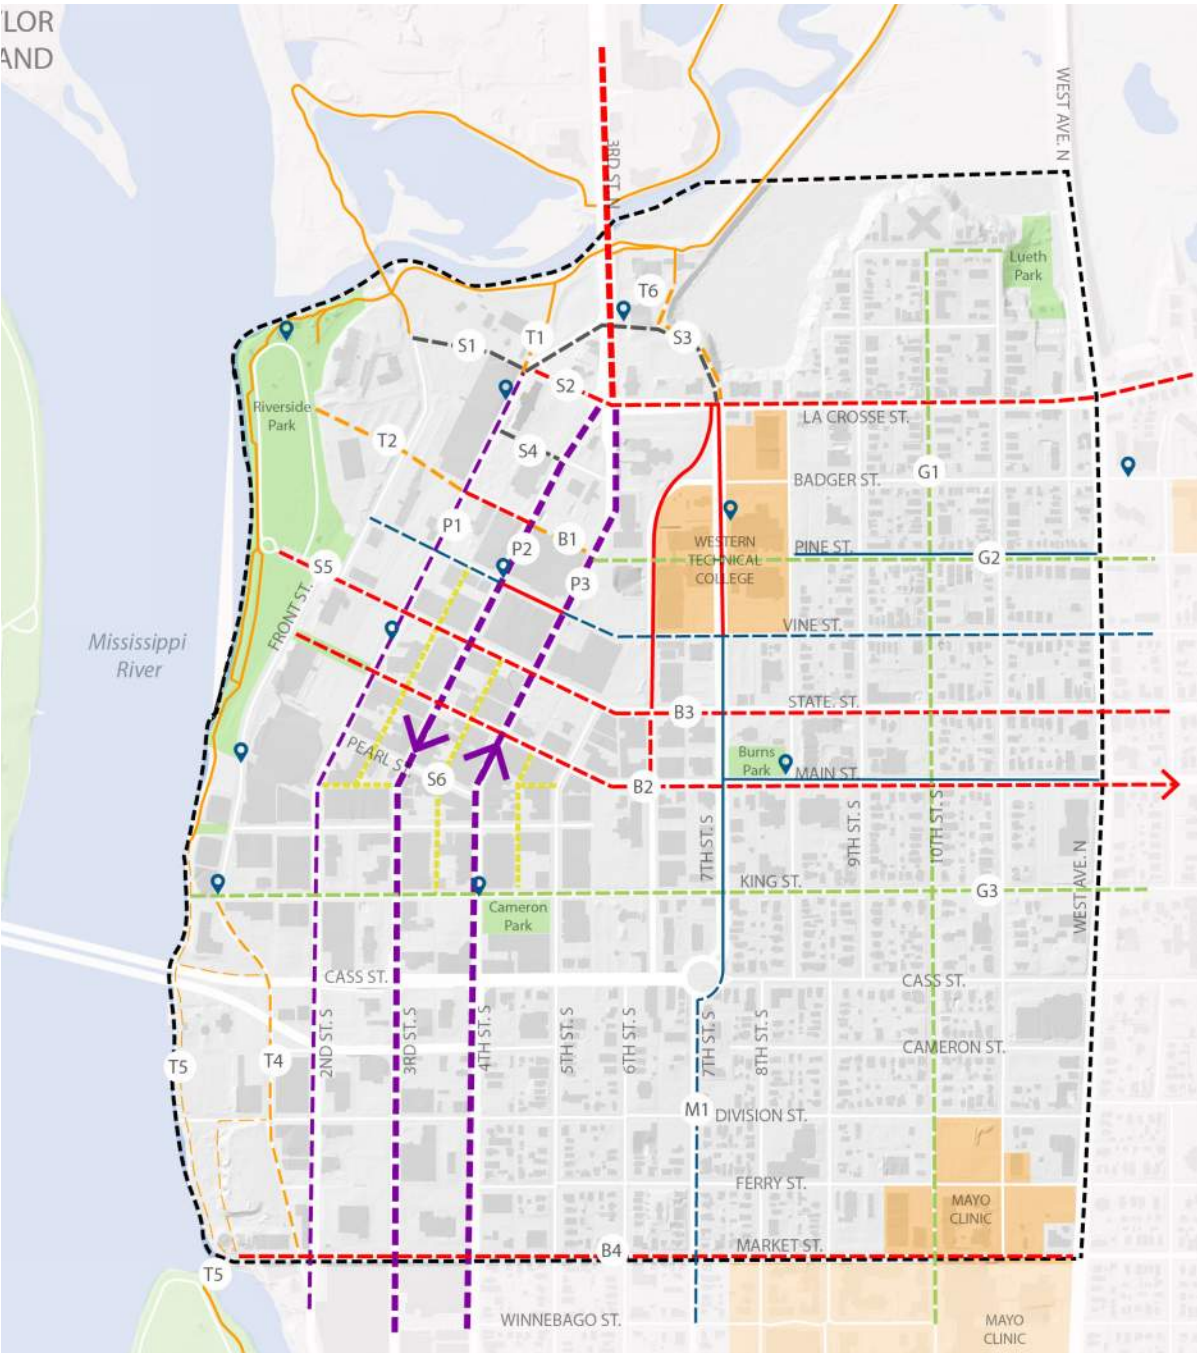 LOR
AND
WEST AVE. N
3RD ST. N
Lueth
Park
T6
T1
S1
S3
S2
Riverside
Park
LA CROSSE ST.
T2
S4
G1
BADGER ST.
P1
B1
P2
WESTERN
TECHNICAL
COLLEGE
PINE ST.
G2
S5
P3
FRONT ST.
VINE ST.
Mississippi
River
STATE. ST.
B3
PEARL ST.
Burns
Park
MAIN ST.
S6
B2
7TH ST. S
9TH ST. S
10TH ST. S
WEST AVE. N
KING ST.
G3
Cameron
Park
CASS ST.
CASS ST.
2ND ST. S
3RD ST. S
4TH ST. S
5TH ST. S
6TH ST. S
7TH ST. S
8TH ST. S
CAMERON ST.
T5
T4
M1
DIVISION ST.
FERRY ST.
MAYO
CLINIC
B4
MARKET ST.
T5
WINNEBAGO ST.
MAYO
CLINIC